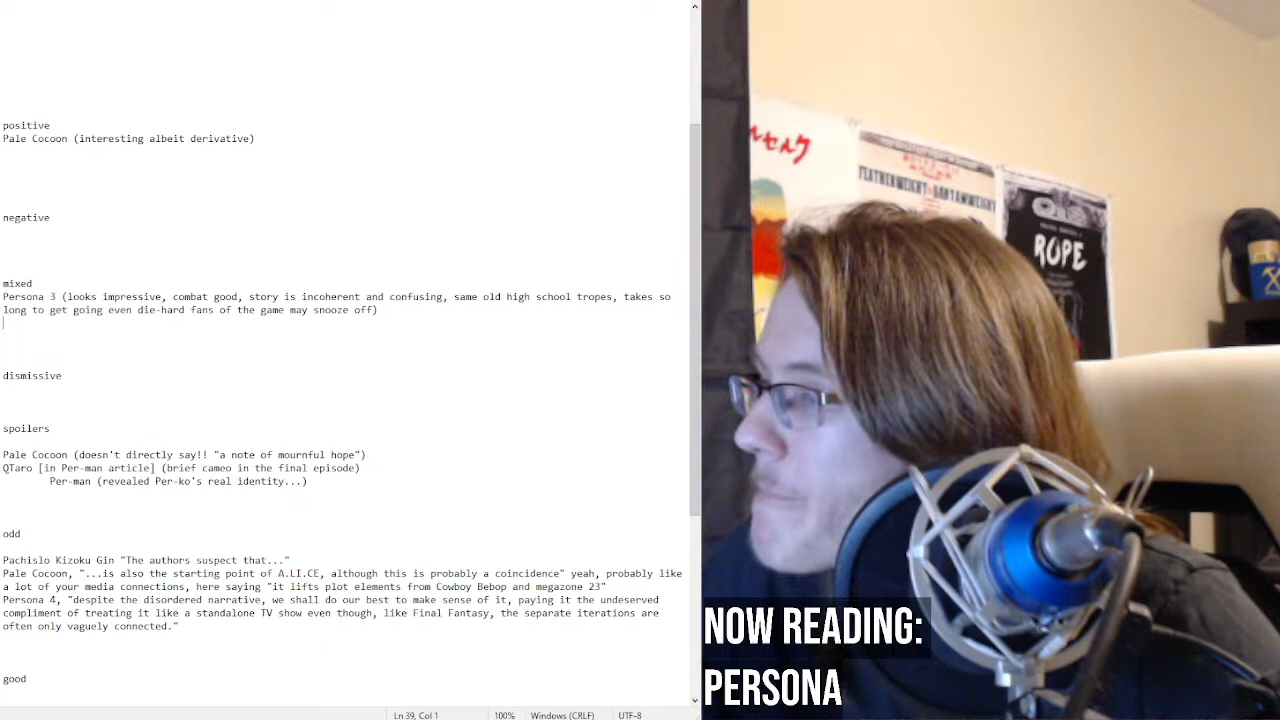 positive
Pale Cocoon (interesting albeit derivative)
negative
mixed
Persona 3 (looks impressive, combat good, story is incoherent and confusing, same old high school tropes, takes so
long to get going even die-hard fans of the game may snooze off)
dismissive
spoilers
Pale Cocoon (doesn't directly say!! "a note of mournful hope")
QTaro [in Per-man article] (brief cameo in the final episode)
Per-man (revealed Per-ko's real identity...)
odd
Pachislo Kizoku Gin "The authors suspect that..."
Pale Cocoon, "...is also the starting point of A.LI.CE, although this is probably a coincidence" yeah, probably like
a lot of your media connections, here saying "it lifts plot elements from Cowboy Bebop and megazone 23"
Persona 4, "despite the disordered narrative, we shall do our best to make sense of it, paying it the undeserved
compliment of treating it like a standalone TV show even though, like Final Fantasy, the separate iterations are
often only vaguely connected."
good
Ln 39, Col 1 100% Windows (CRLF) UTF-8
ルセルク
FEATHERWEIGHT BANTAMWEIGHT
ROPE
NOW READING:
PERSONA